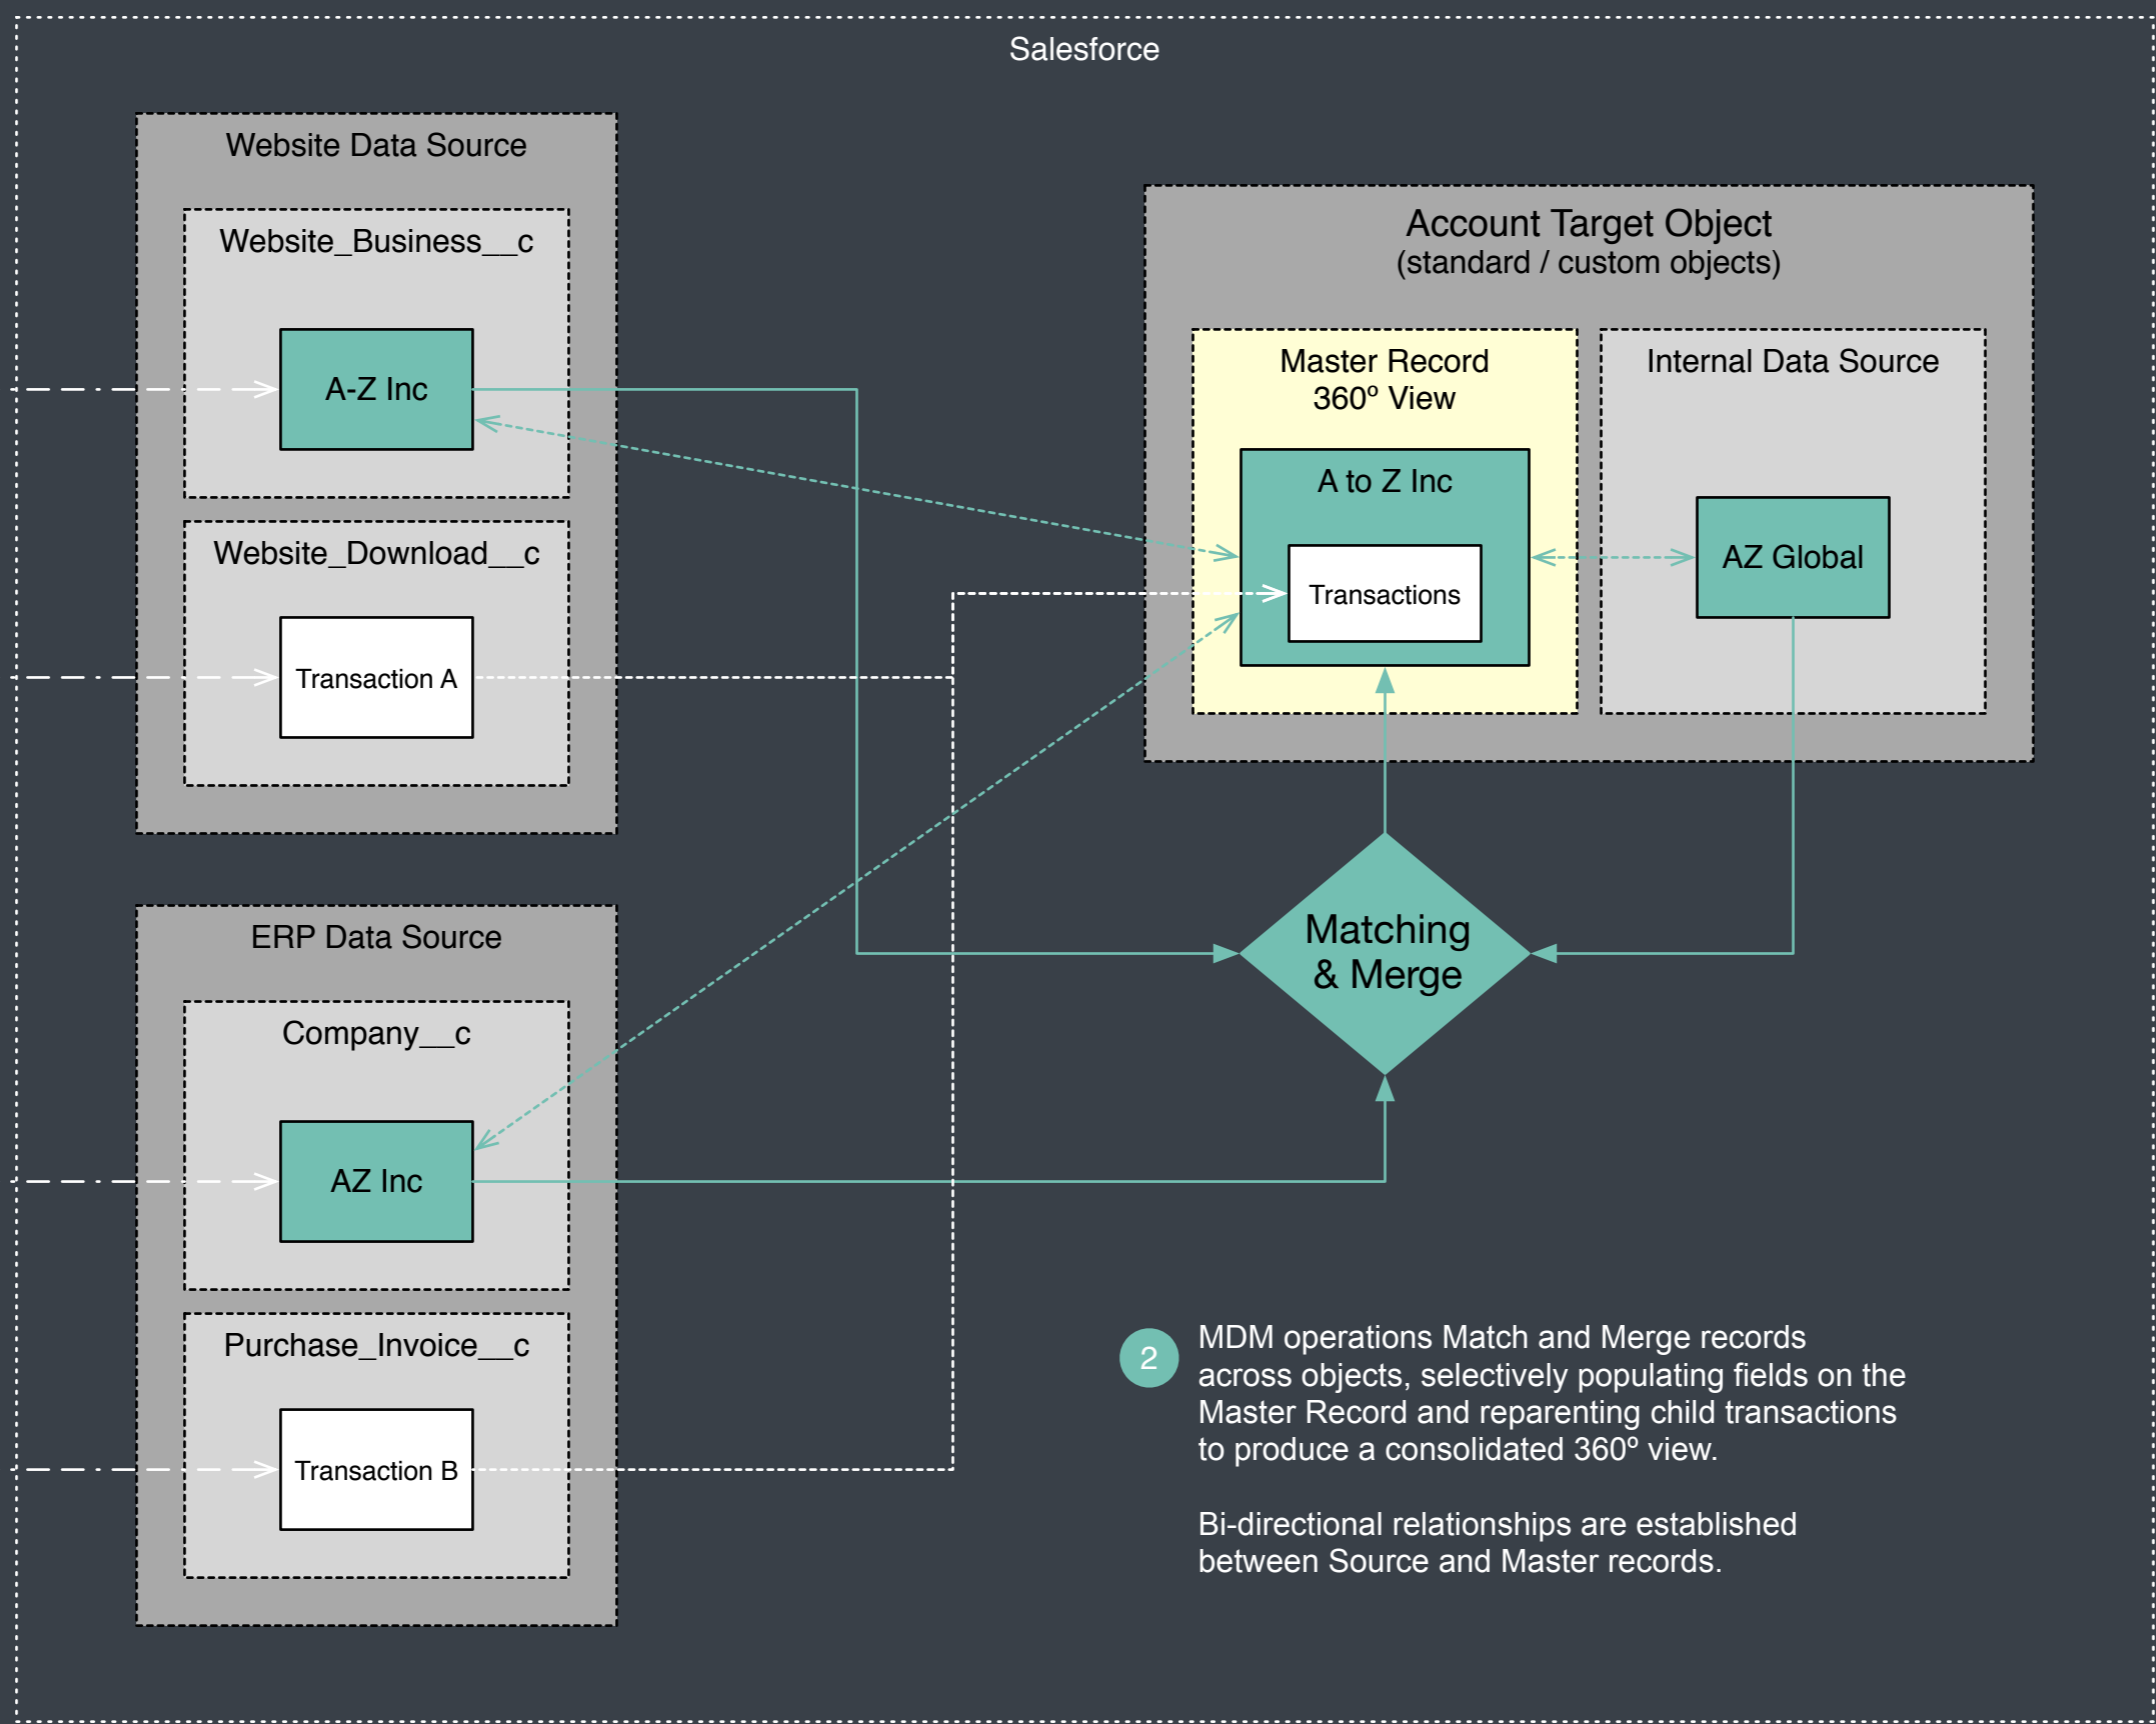 Salesforce
Website Data Source
Website_Business__c
A-Z Inc
Website_Download__c
Transaction A
ERP Data Source
Company__c
AZ Inc
Purchase_Invoice__c
Transaction B
Account Target Object
(standard / custom objects)
Master Record
360º View
A to Z Inc
Transactions
Internal Data Source
AZ Global
Matching
& Merge
2
MDM operations Match and Merge records
across objects, selectively populating fields on the
Master Record and reparenting child transactions
to produce a consolidated 360º view.
Bi-directional relationships are established
between Source and Master records.